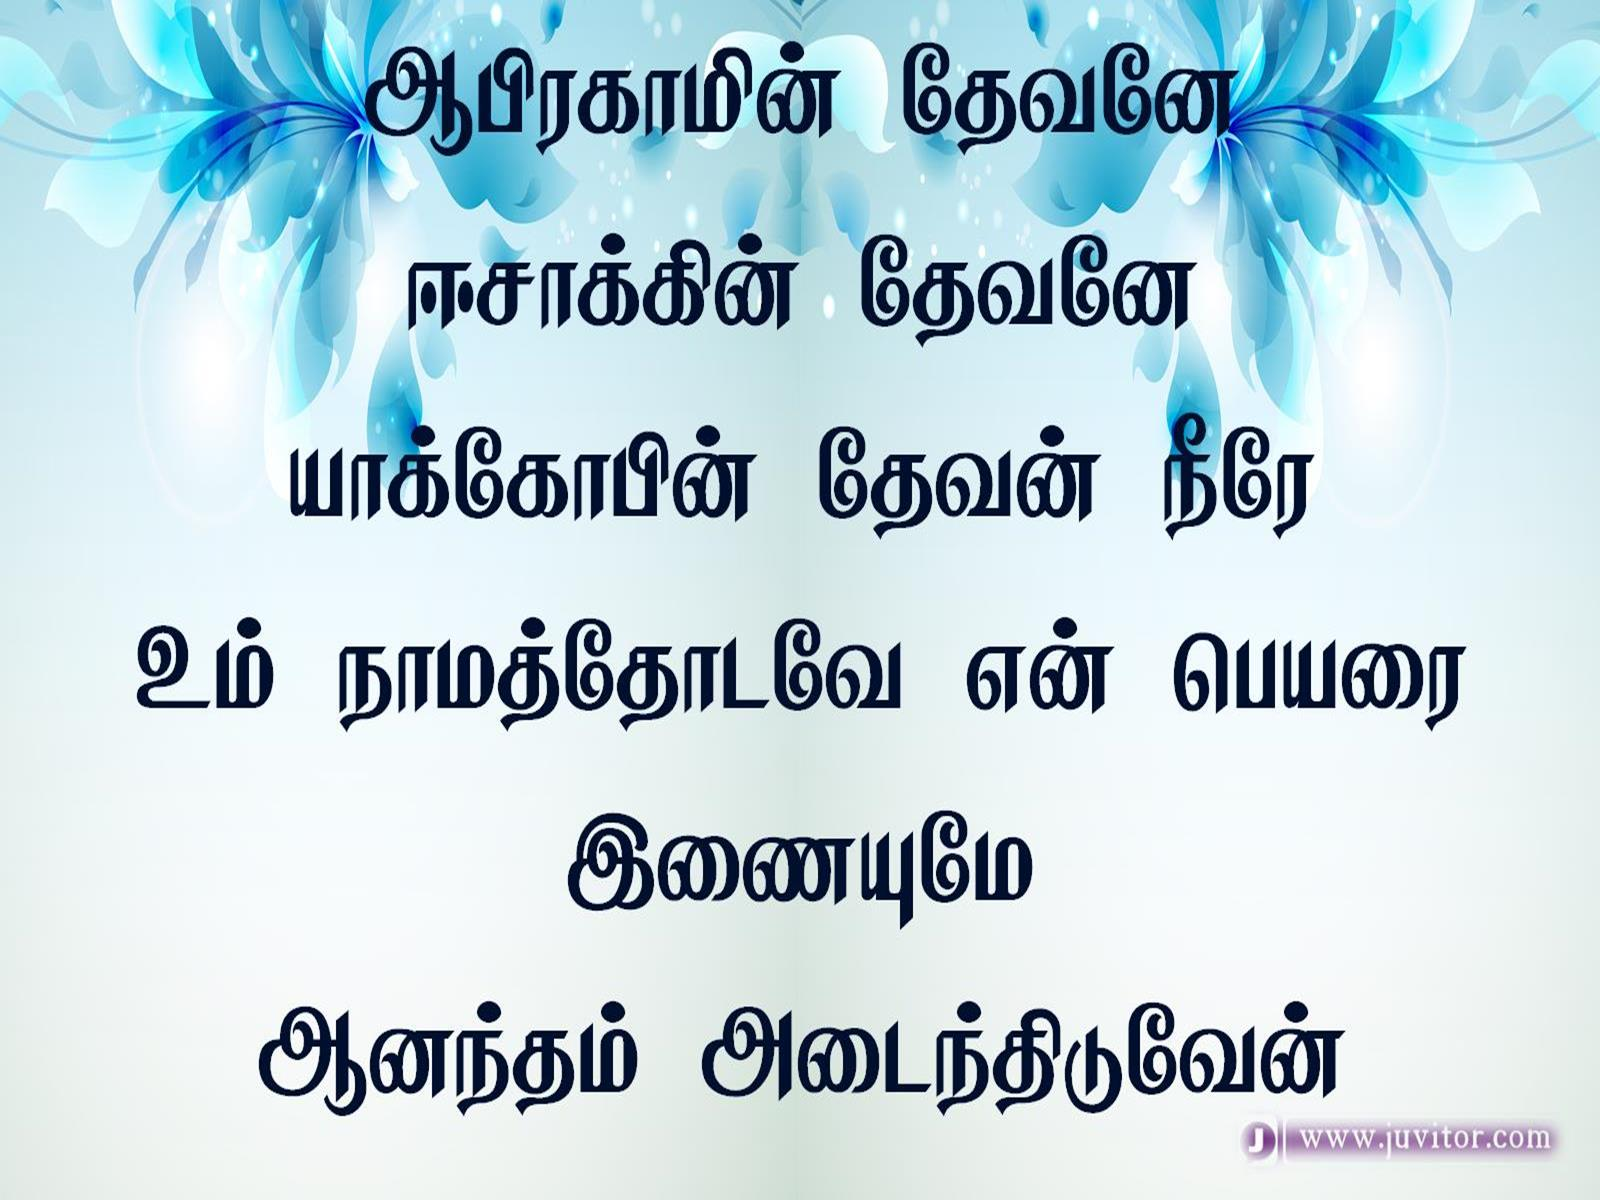 ஆபிரகாமின் தேவனே
ஈசாக்கின் தேவனே
யாக்கோபின் தேவன் நீரே
உம் நாமத்தோடவே என் பெயரை
இணையுமே
ஆனந்தம் அடைந்திடுவேன்
J www.juvitor.com